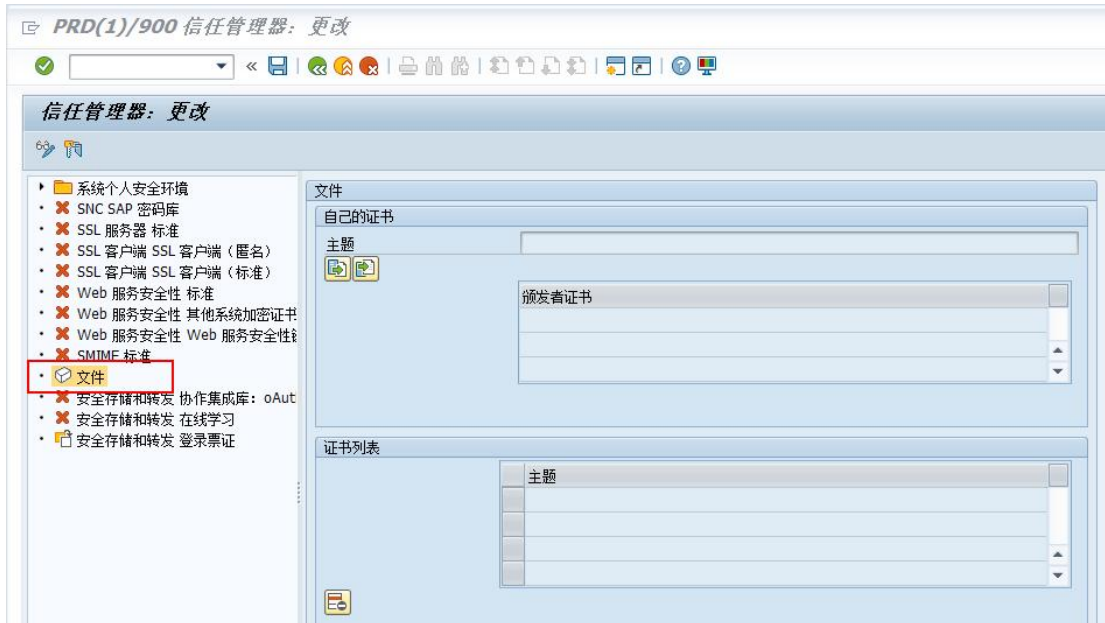 PRD(1)/900 信任管理器：更改
信任管理器：更改
系统个人安全环境
SNC SAP 密码库
SSL 服务器 标准
SSL 客户端 SSL 客户端（匿名）
SSL 客户端 SSL 客户端（标准）
Web 服务安全性 标准
Web 服务安全性 其他系统加密证书
Web 服务安全性 Web 服务安全性
SMIME 标准
文件
安全存储和转发 协作集成库：oAut
安全存储和转发 在线学习
安全存储和转发 登录票证
文件
自己的证书
主题
颁发者证书
证书列表
主题